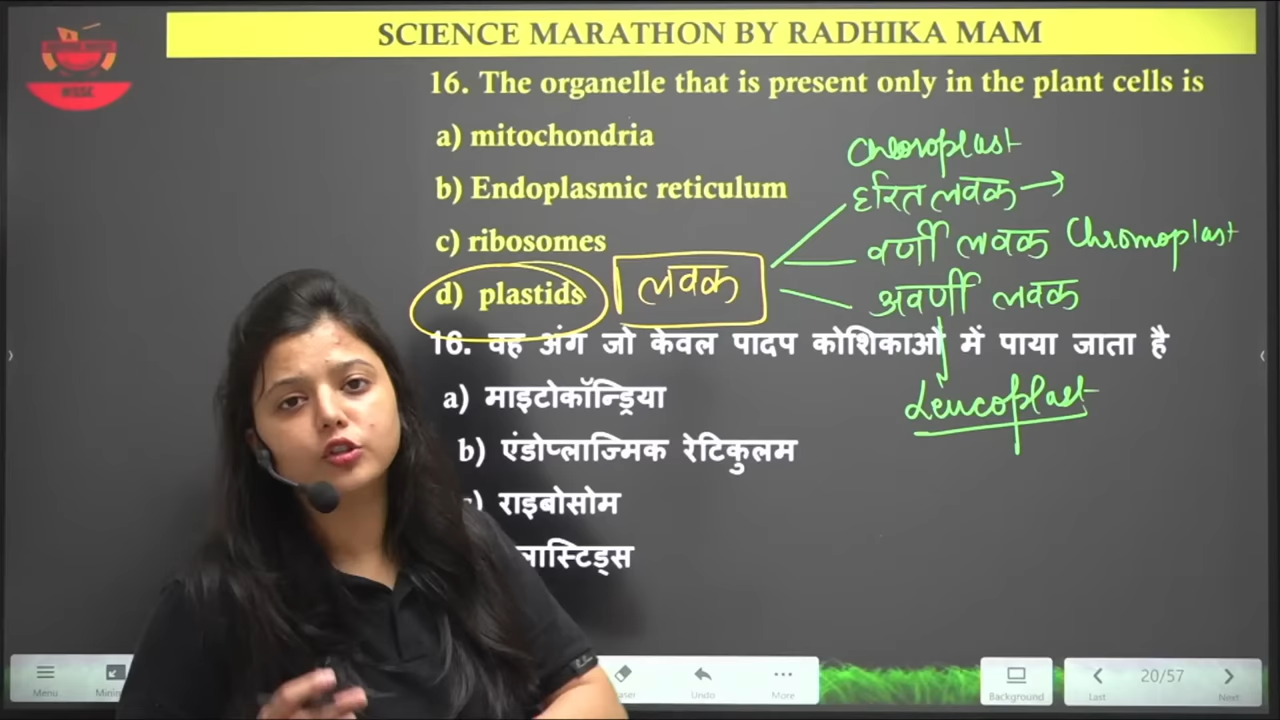 SCIENCE MARATHON BY RADHIKA MAM
#SSC
16. The organelle that is present only in the plant cells is
a) mitochondria
b) Endoplasmic reticulum
c) ribosomes
d) plastids
लवक
Chloroplast
हरित लवक →
वर्णी लवक Chromoplast
अवर्णी लवक
Leucoplast
16. वह अंग जो केवल पादप कोशिकाओं में पाया जाता है
a) माइटोकॉन्ड्रिया
b) एंडोप्लाज्मिक रेटिकुलम
) राइबोसोम
लास्टिड्स
Menu
Undo
More
Background
Last
20/57
Next